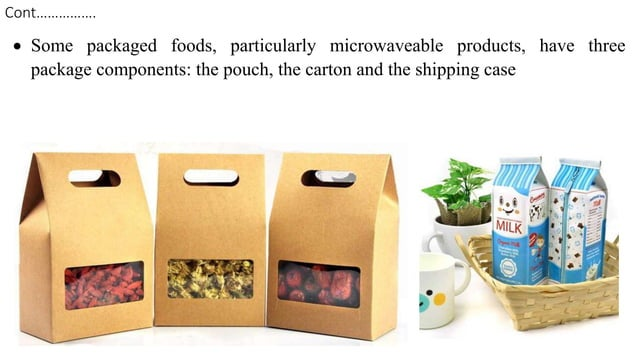 Cont................
• Some packaged foods, particularly microwaveable products, have three
package components: the pouch, the carton and the shipping case
MILK